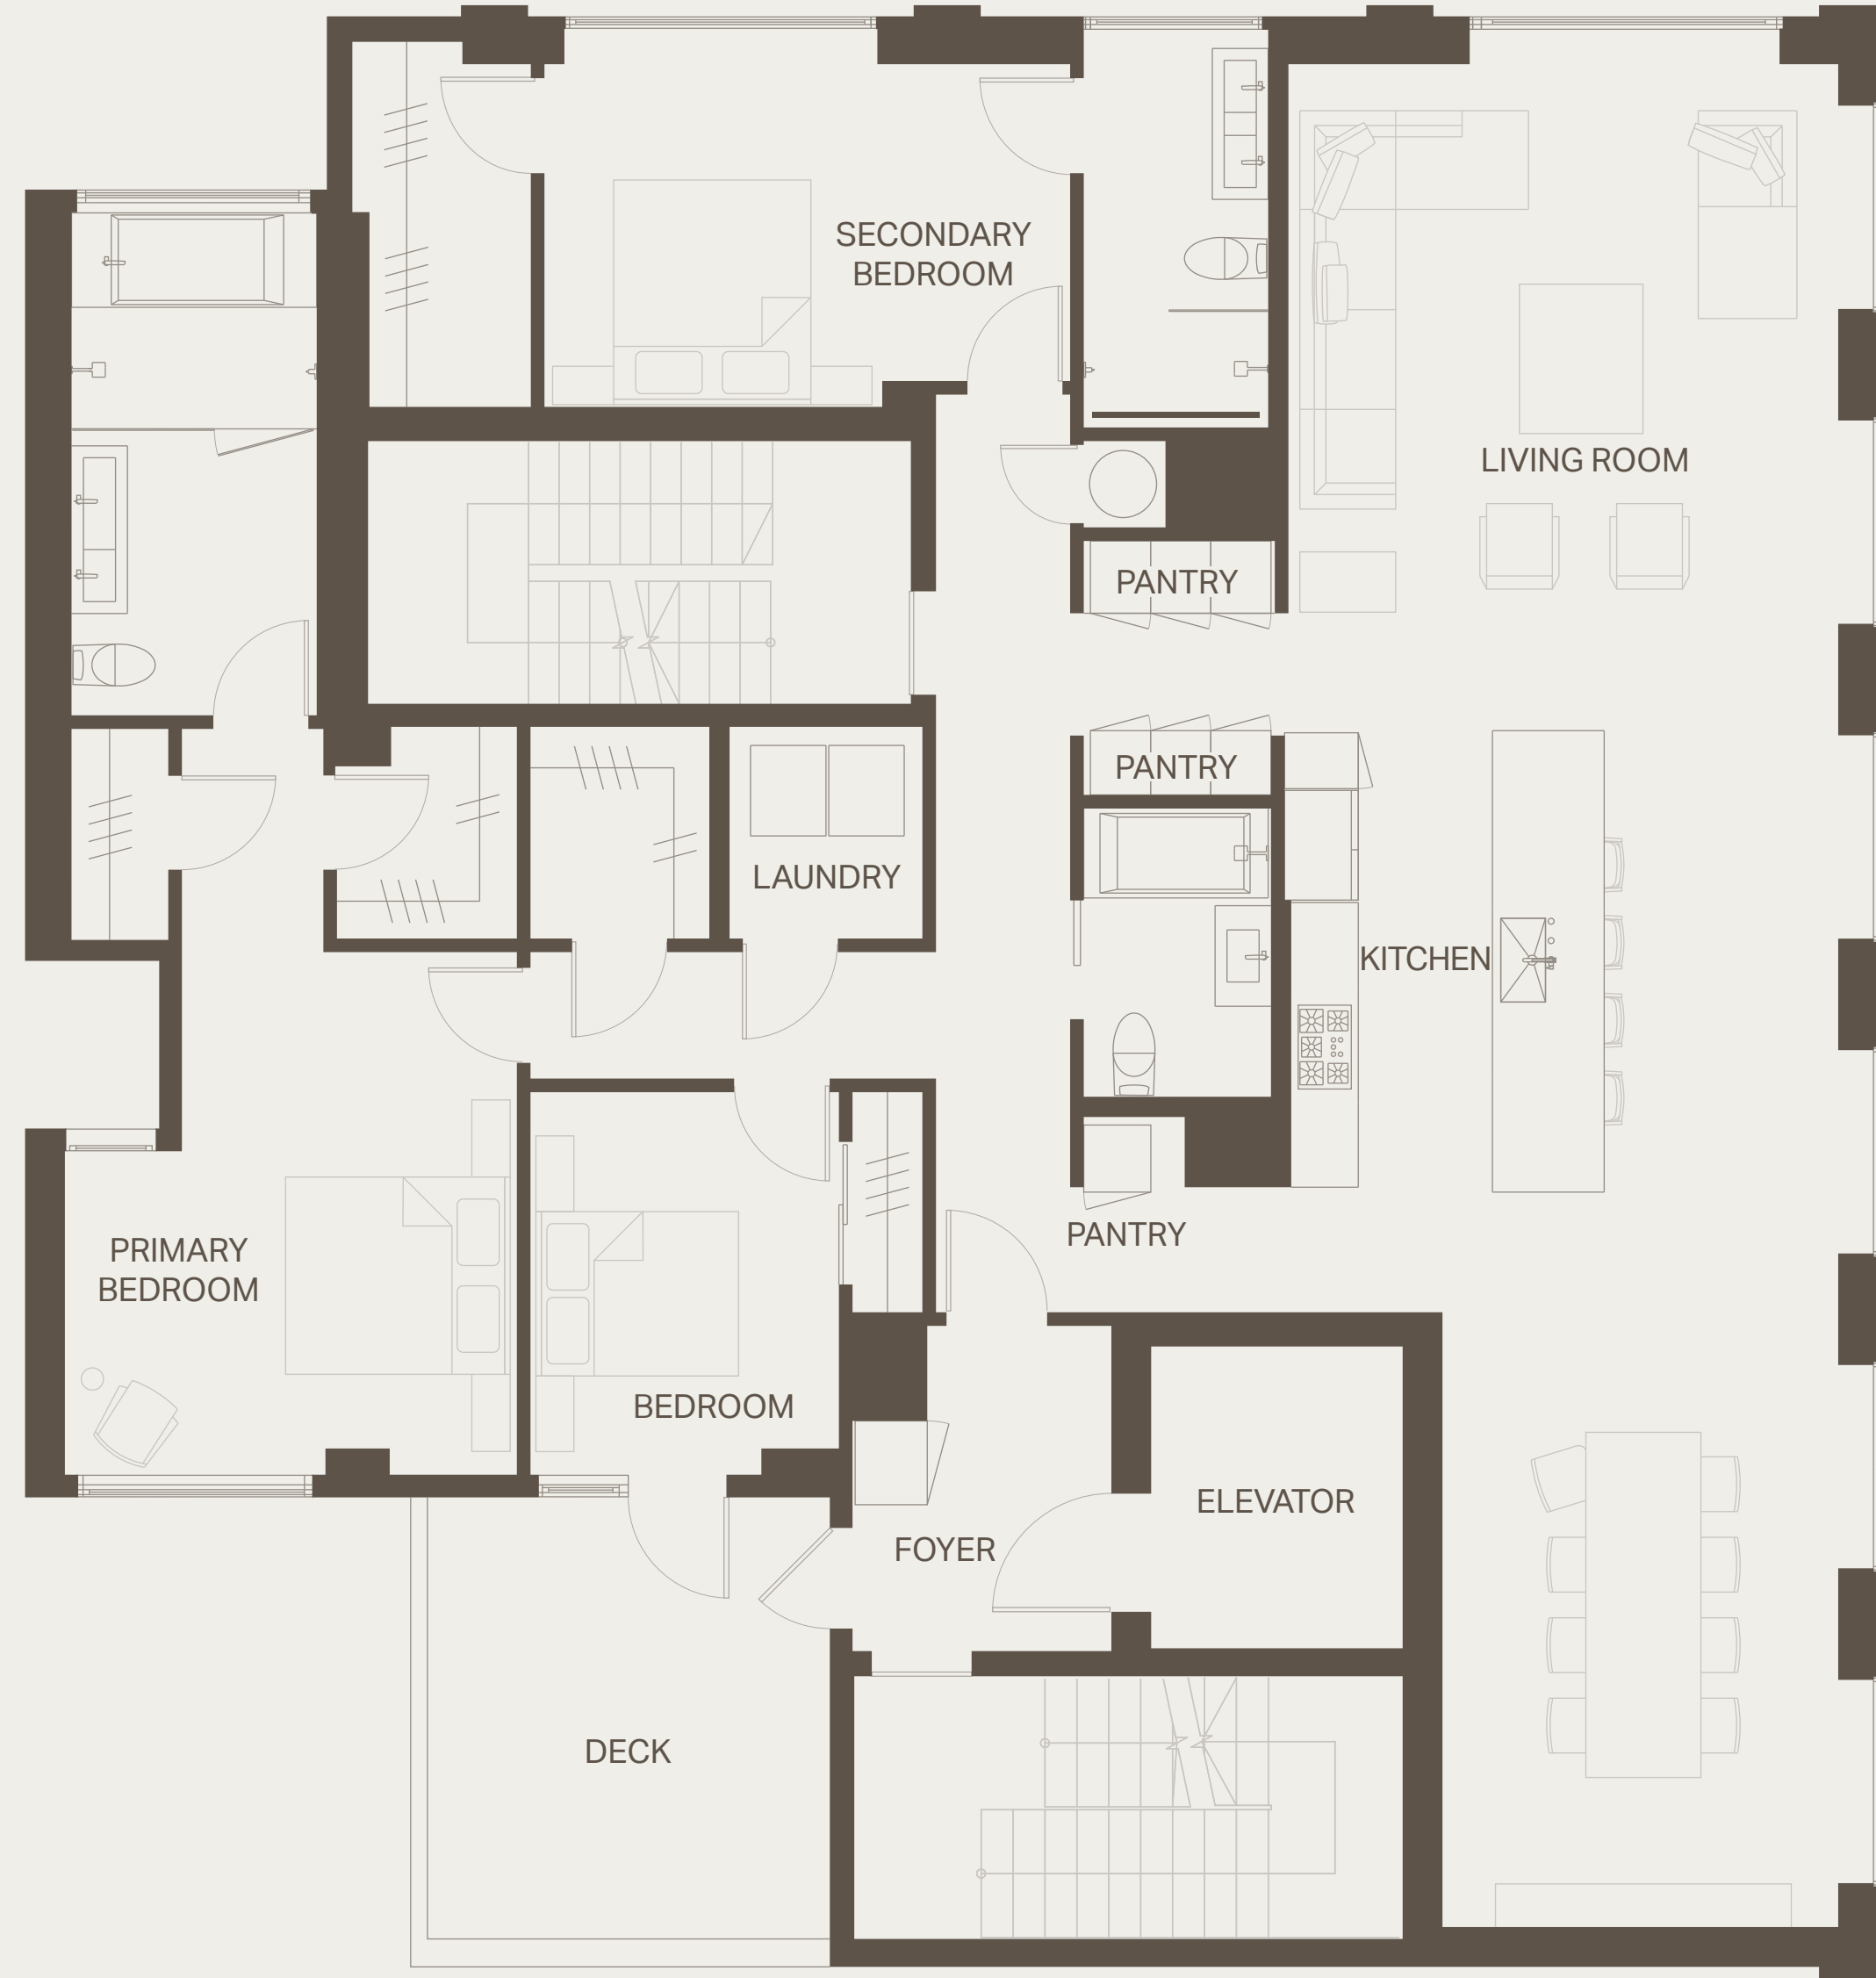 SECONDARY
BEDROOM
LIVING ROOM
PANTRY
PANTRY
LAUNDRY
KITCHEN
PANTRY
PRIMARY
BEDROOM
BEDROOM
ELEVATOR
FOYER
DECK